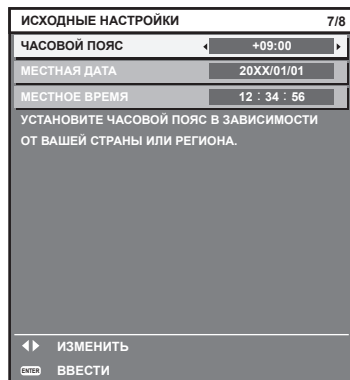 ИСХОДНЫЕ НАСТРОЙКИ 7/8
ЧАСОВОЙ ПОЯС +09:00
МЕСТНАЯ ДАТА 20XX/01/01
МЕСТНОЕ ВРЕМЯ 12 : 34 : 56
УСТАНОВИТЕ ЧАСОВОЙ ПОЯС В ЗАВИСИМОСТИ
ОТ ВАШЕЙ СТРАНЫ ИЛИ РЕГИОНА.
ИЗМЕНИТЬ
ENTER ВВЕСТИ